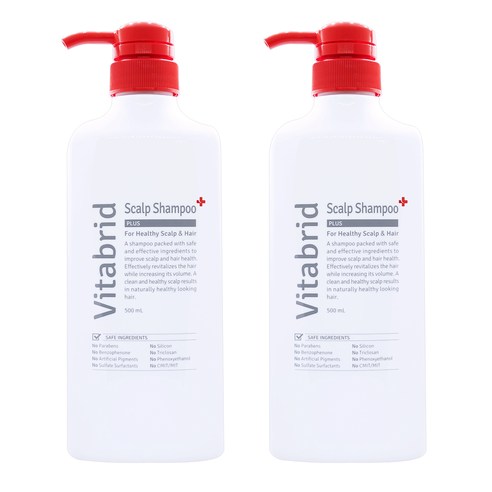 Vitabrid
Scalp Shampoo
PLUS
For Healthy Scalp & Hair
A shampoo packed with safe
and effective ingredients to
improve scalp and hair health.
Effectively revitalizes the hair
while increasing its volume. A
clean and healthy scalp results
in naturally healthy looking
hair.
500 mL
SAFE INGREDIENTS
No Parabens
No Silicon
No Benzophenone
No Triclosan
No Artificial Pigments
No Phenoxyethanol
No Sulfate Surfactants
No CMIT/MIT
Vitabrid
Scalp Shampoo
PLUS
For Healthy Scalp & Hair
A shampoo packed with safe
and effective ingredients to
improve scalp and hair health.
Effectively revitalizes the hair
while increasing its volume. A
clean and healthy scalp results
in naturally healthy looking
hair.
500 mL
SAFE INGREDIENTS
No Parabens
No Silicon
No Benzophenone
No Triclosan
No Artificial Pigments
No Phenoxyethanol
No Sulfate Surfactants
No CMIT/MIT